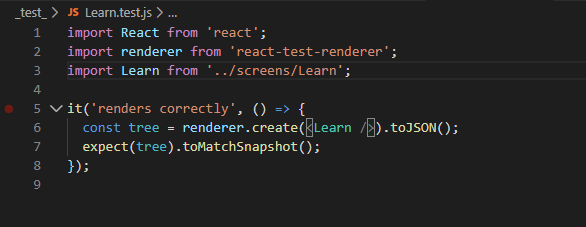 _test_ > JS Learn.test.js > ...
1 import React from 'react';
2 import renderer from 'react-test-renderer';
3 import Learn from '../screens/Learn';
4
5 it('renders correctly', () => {
6 const tree = renderer.create(<Learn />).toJSON();
7 expect(tree).toMatchSnapshot();
8 });
9